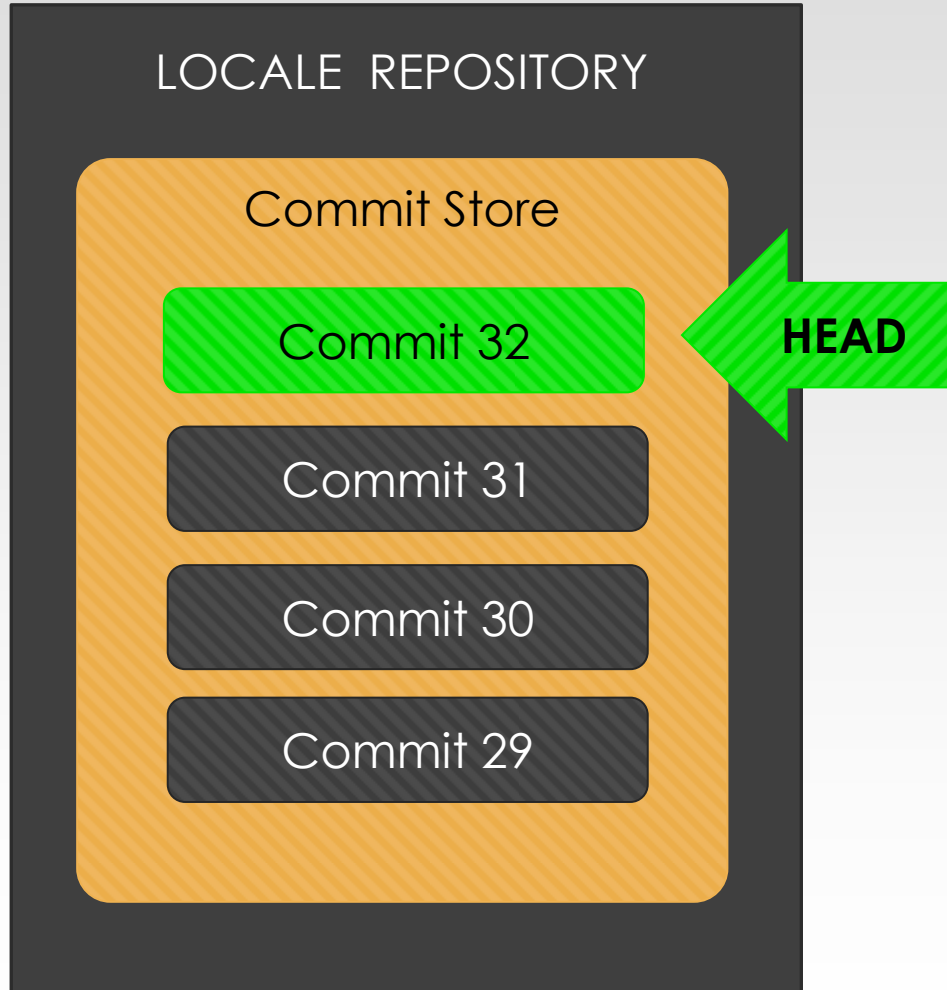 LOCALE REPOSITORY
Commit Store
Commit 32
HEAD
Commit 31
Commit 30
Commit 29